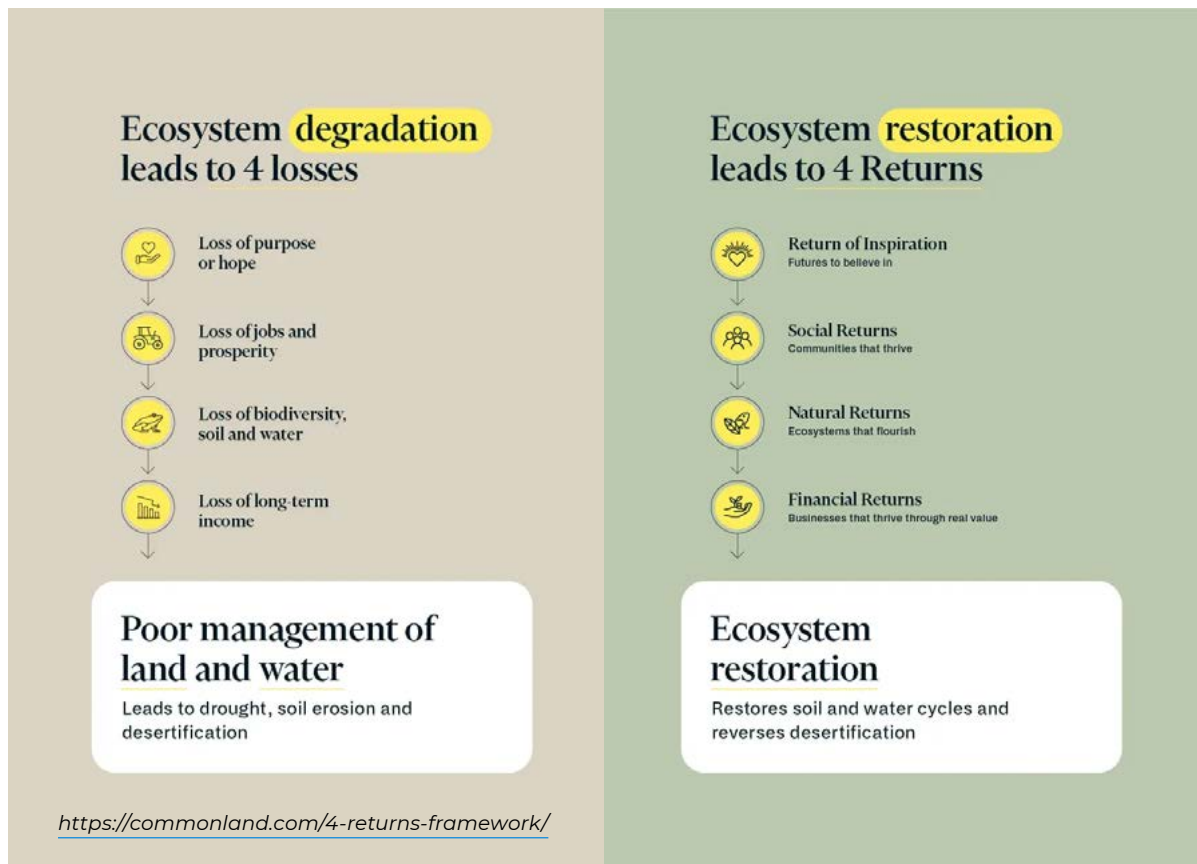 Ecosystem degradation
leads to 4 losses
Loss of purpose
or hope
Loss of jobs and
prosperity
Loss of biodiversity,
soil and water
Loss of long-term
income
Poor management of
land and water
Leads to drought, soil erosion and
desertification
https://commonland.com/4-returns-framework/
Ecosystem restoration
leads to 4 Returns
Return of Inspiration
Futures to believe in
Social Returns
Communities that thrive
Natural Returns
Ecosystems that flourish
Financial Returns
Businesses that thrive through real value
Ecosystem
restoration
Restores soil and water cycles and
reverses desertification